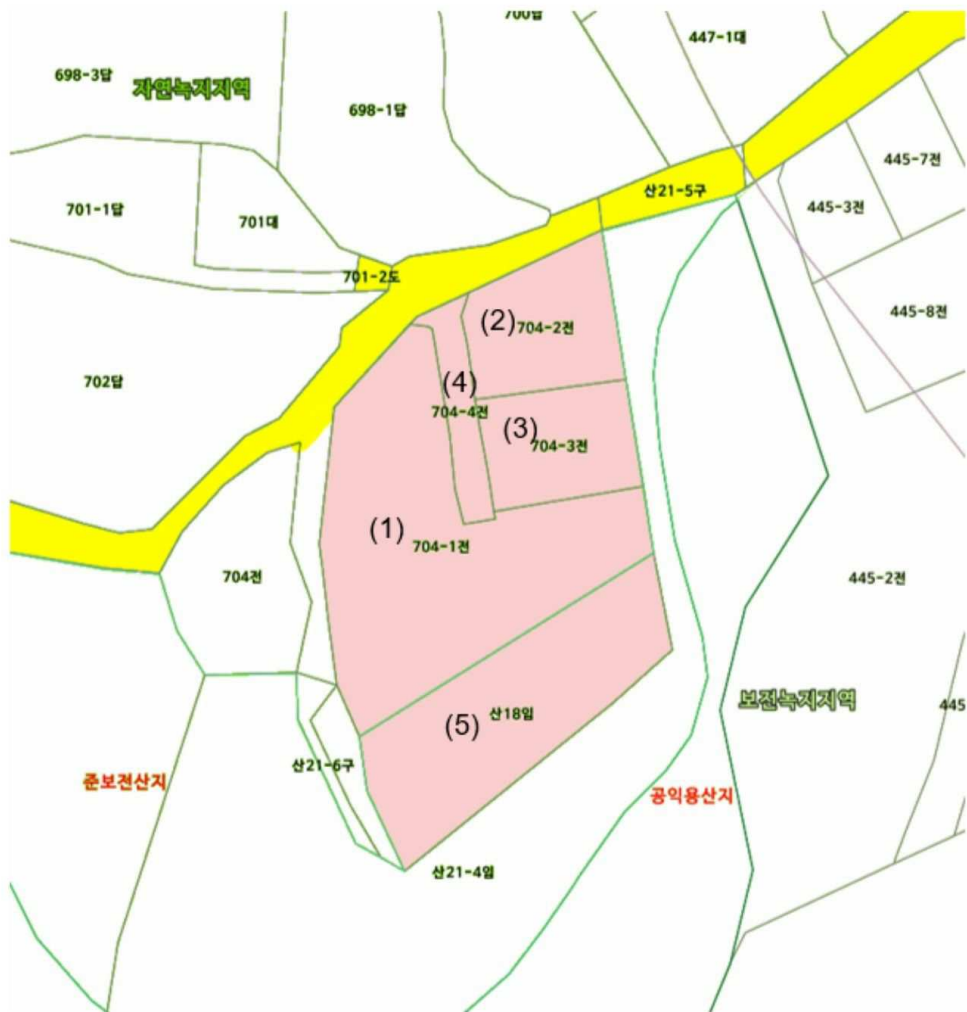 700답
447-1대
698-3답
자연녹지지역
698-1답
445-7전
산21-5구
445-3전
701-1답
701대
701-2도
445-8전
(2)
704-2전
702답
(4)
704-4전
(3)
704-3전
(1)
704-1전
704전
445-2전
보전녹지지역
산18임
445
(5)
산21-6구
준보전산지
공익용산지
산21-4임